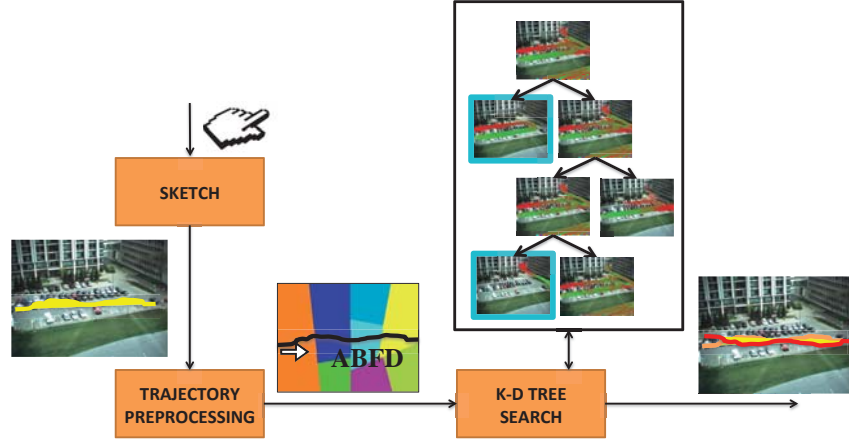 SKETCH
ABFD
TRAJECTORY
PREPROCESSING
K-D TREE
SEARCH